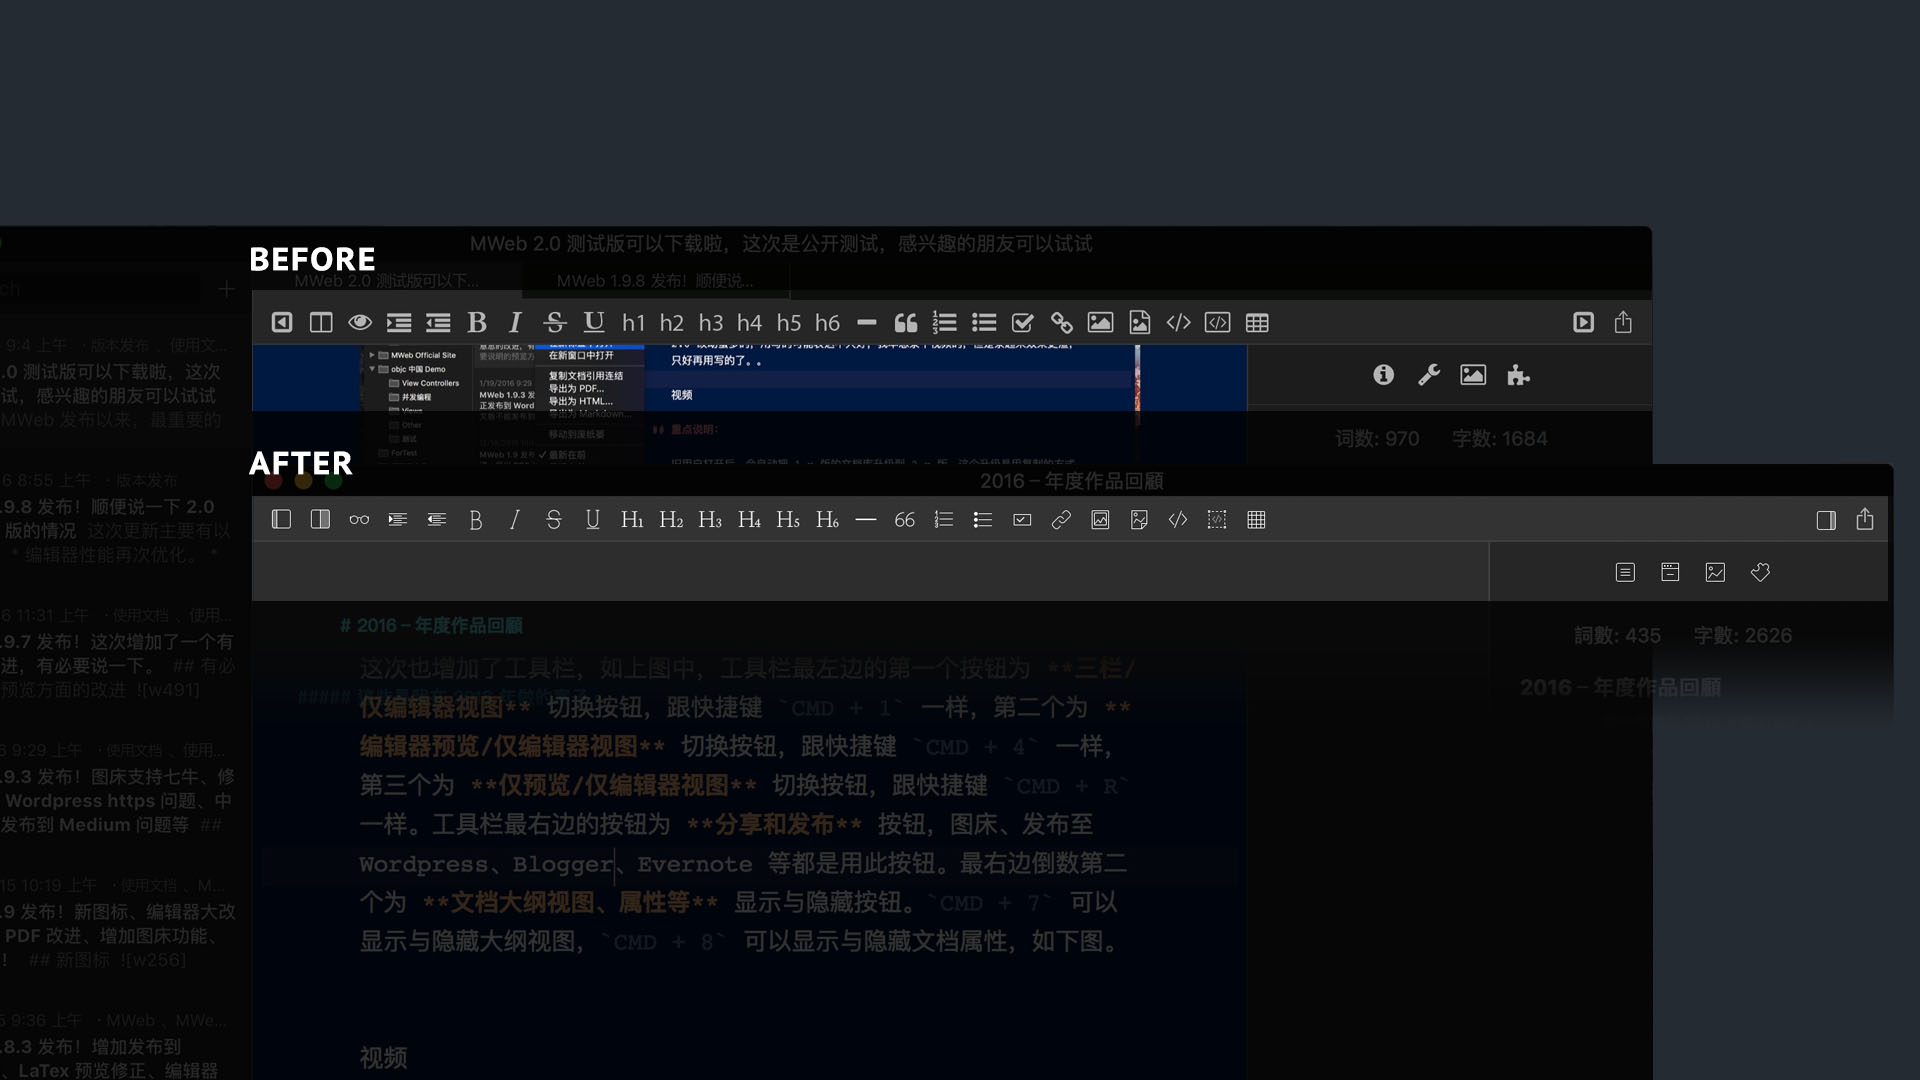 BEFORE
MWeb 2.0 测试版可以下载啦，这次是公开测试，感兴趣的朋友可以试试
ch
MWeb 2.0 测试版可以下...
MWeb 1.9.8 发布！顺便说...
h1 h2 h3 h4 h5 h6
MWeb Official Site
objc 中国 Demo
View Controllers
并发编程
Views
Other
测试
ForTest
1/19/2016 9:29
MWeb 1.9.3 发
正发布到 Word
MWeb 1.9 发布
在新窗口中打开
复制文档引用连结
导出为 PDF...
导出为 HTML...
导出为 Markdown...
移动到废纸篓
最新在前
只好再用写的了。。
视频
## 重点说明：
词数: 970 字数: 1684
AFTER
2016 – 年度作品回顧
B I S U H1 H2 H3 H4 H5 H6
# 2016 – 年度作品回顧
詞數: 435 字數: 2626
2016 – 年度作品回顧
这次也增加了工具栏，如上图中，工具栏最左边的第一个按钮为 **三栏/
仅编辑器视图** 切换按钮，跟快捷键 `CMD + 1` 一样，第二个为 **
编辑器预览/仅编辑器视图** 切换按钮，跟快捷键 `CMD + 4` 一样，
第三个为 **仅预览/仅编辑器视图** 切换按钮，跟快捷键 `CMD + R`
一样。工具栏最右边的按钮为 **分享和发布** 按钮，图床、发布至
Wordpress、Blogger、Evernote 等都是用此按钮。最右边倒数第二
个为 **文档大纲视图、属性等** 显示与隐藏按钮。`CMD + 7` 可以
显示与隐藏大纲视图，`CMD + 8` 可以显示与隐藏文档属性，如下图。
视频
9:4 上午 · 版本发布 、使用文...
.0 测试版可以下载啦，这次
试，感兴趣的朋友可以试试
MWeb 发布以来，最重要的
6 8:55 上午 · 版本发布
.9.8 发布！顺便说一下 2.0
版的情况 这次更新主要有以
* 编辑器性能再次优化。 *
6 11:31 上午 · 使用文档 、使用...
.9.7 发布！这次增加了一个有
进，有必要说一下。 ## 有必
预览方面的改进 ![w491]
6 9:29 上午 · 使用文档 、使用...
.9.3 发布！图床支持七牛、修
Wordpress https 问题、中
发布到 Medium 问题等 ##
15 10:19 上午 · 使用文档 、M...
.9 发布！新图标、编辑器大改
PDF 改进、增加图床功能、
！ ## 新图标 ![w256]
5 9:36 上午 · MWeb 、MWe...
.8.3 发布！增加发布到
、LaTex 预览修正、编辑器